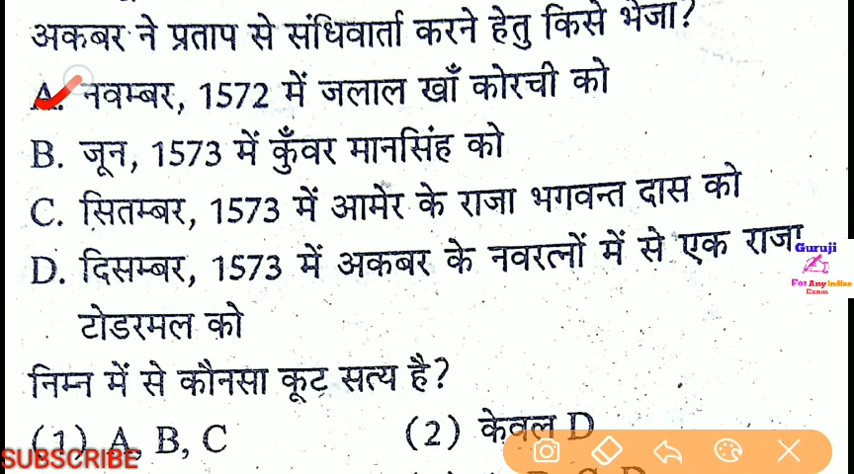 अकबर ने प्रताप से संधिवार्ता करने हेतु किसे भेजा?
A. नवम्बर, 1572 में जलाल खाँ कोरची को
B. जून, 1573 में कुँवर मानसिंह को
C. सितम्बर, 1573 में आमेर के राजा भगवन्त दास को
D. दिसम्बर, 1573 में अकबर के नवरत्नों में से एक राजा
टोडरमल को
Guruji
For Any Indian
Exam
निम्न में से कौनसा कूट सत्य है?
(1) A, B, C
(2) केवल D
SUBSCRIBE